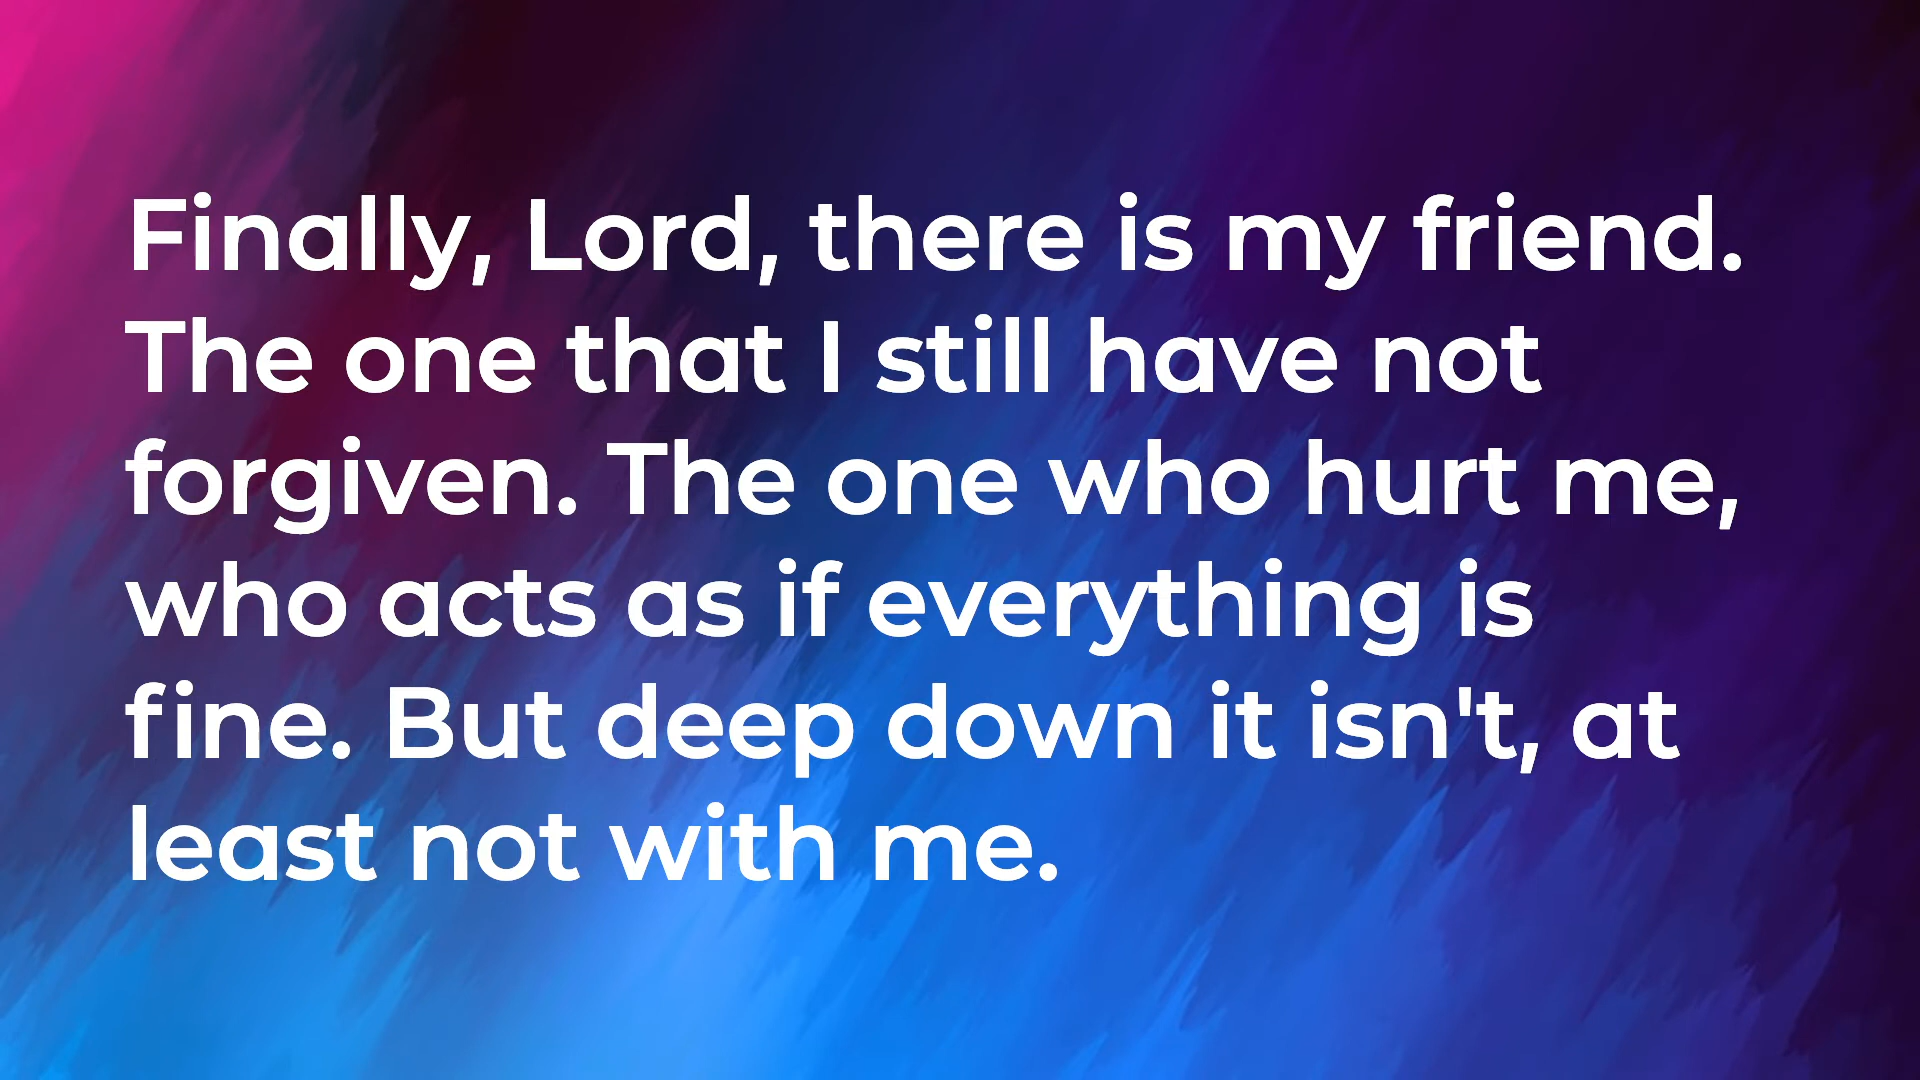 Finally, Lord, there is my friend.
The one that I still have not
forgiven. The one who hurt me,
who acts as if everything is
fine. But deep down it isn't, at
least not with me.